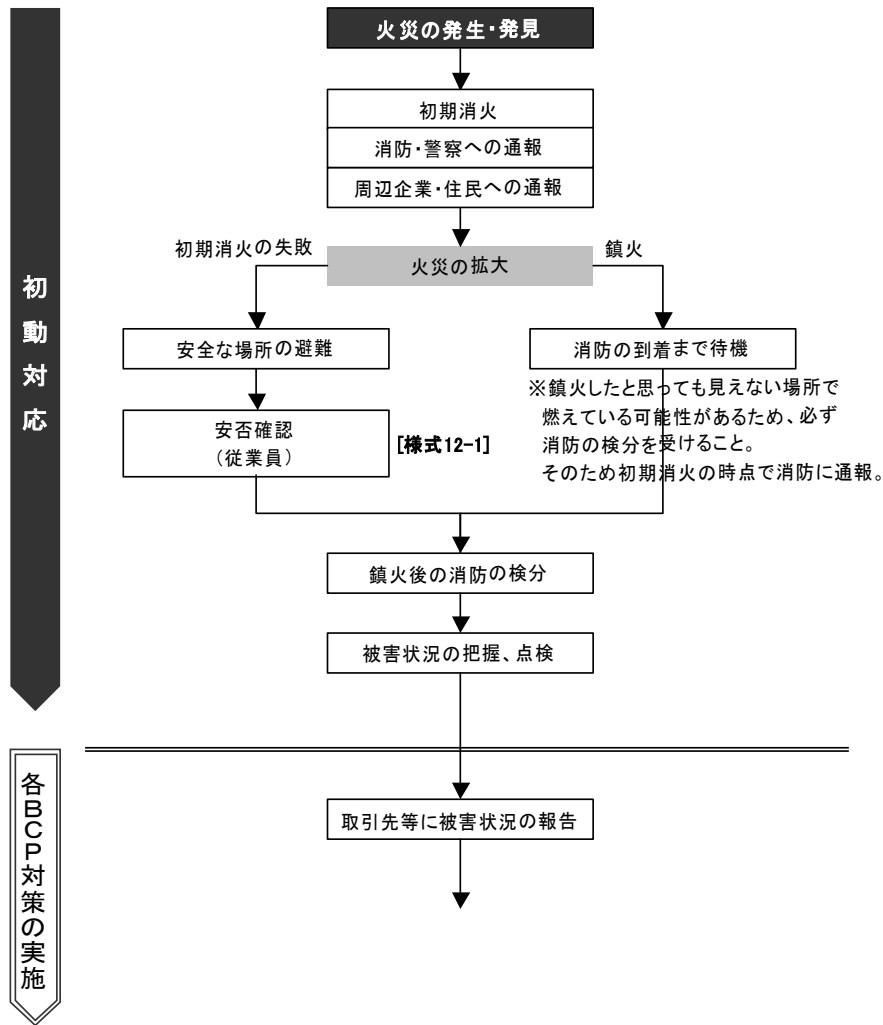 火災の発生・発見
初期消火
消防・警察への通報
周辺企業・住民への通報
初期消火の失敗
火災の拡大
鎮火
初動対応
安全な場所の避難
消防の到着まで待機
※鎮火したと思っても見えない場所で
燃えている可能性があるため、必ず
消防の検分を受けること。
そのため初期消火の時点で消防に通報。
安否確認
（従業員）
[様式12-1]
鎮火後の消防の検分
被害状況の把握、点検
各BCP対策の実施
取引先等に被害状況の報告